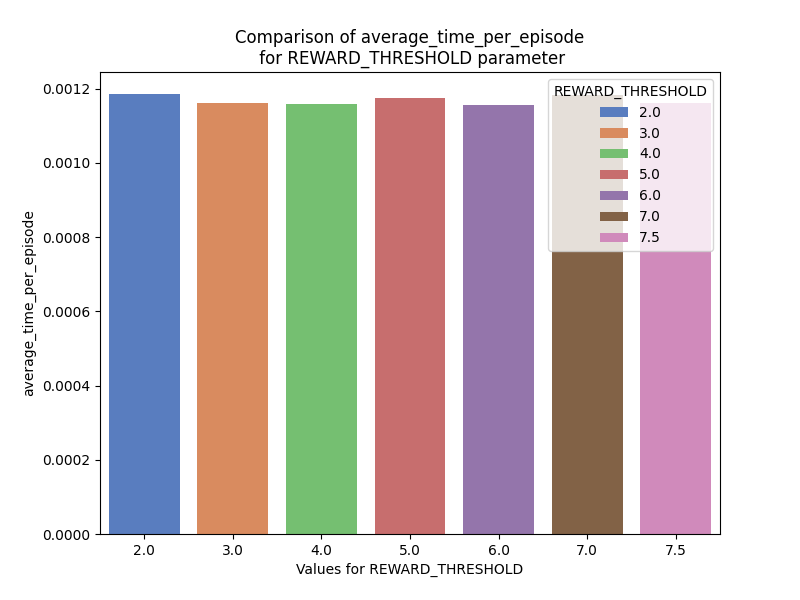 Comparison of average_time_per_episode
for REWARD_THRESHOLD parameter
average_time_per_episode
0.0012
0.0010
0.0008
0.0006
0.0004
0.0002
0.0000
REWARD_THRESHOLD
2.0
3.0
4.0
5.0
6.0
7.0
7.5
2.0 3.0 4.0 5.0 6.0 7.0 7.5
Values for REWARD_THRESHOLD